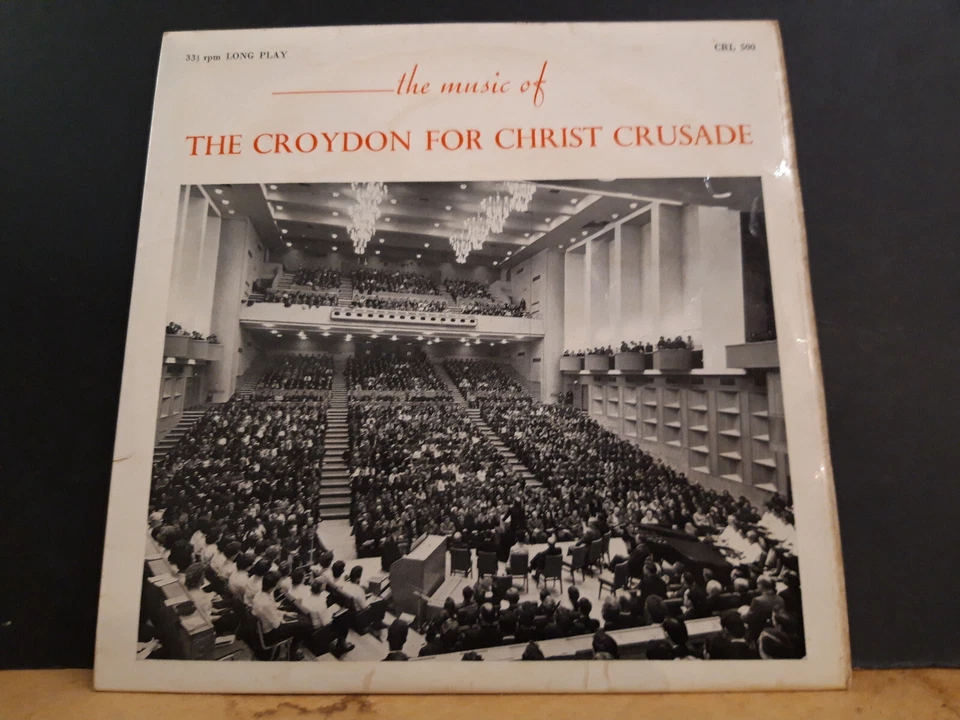 33⅓ rpm LONG PLAY
CRL 500
the music of
THE CROYDON FOR CHRIST CRUSADE